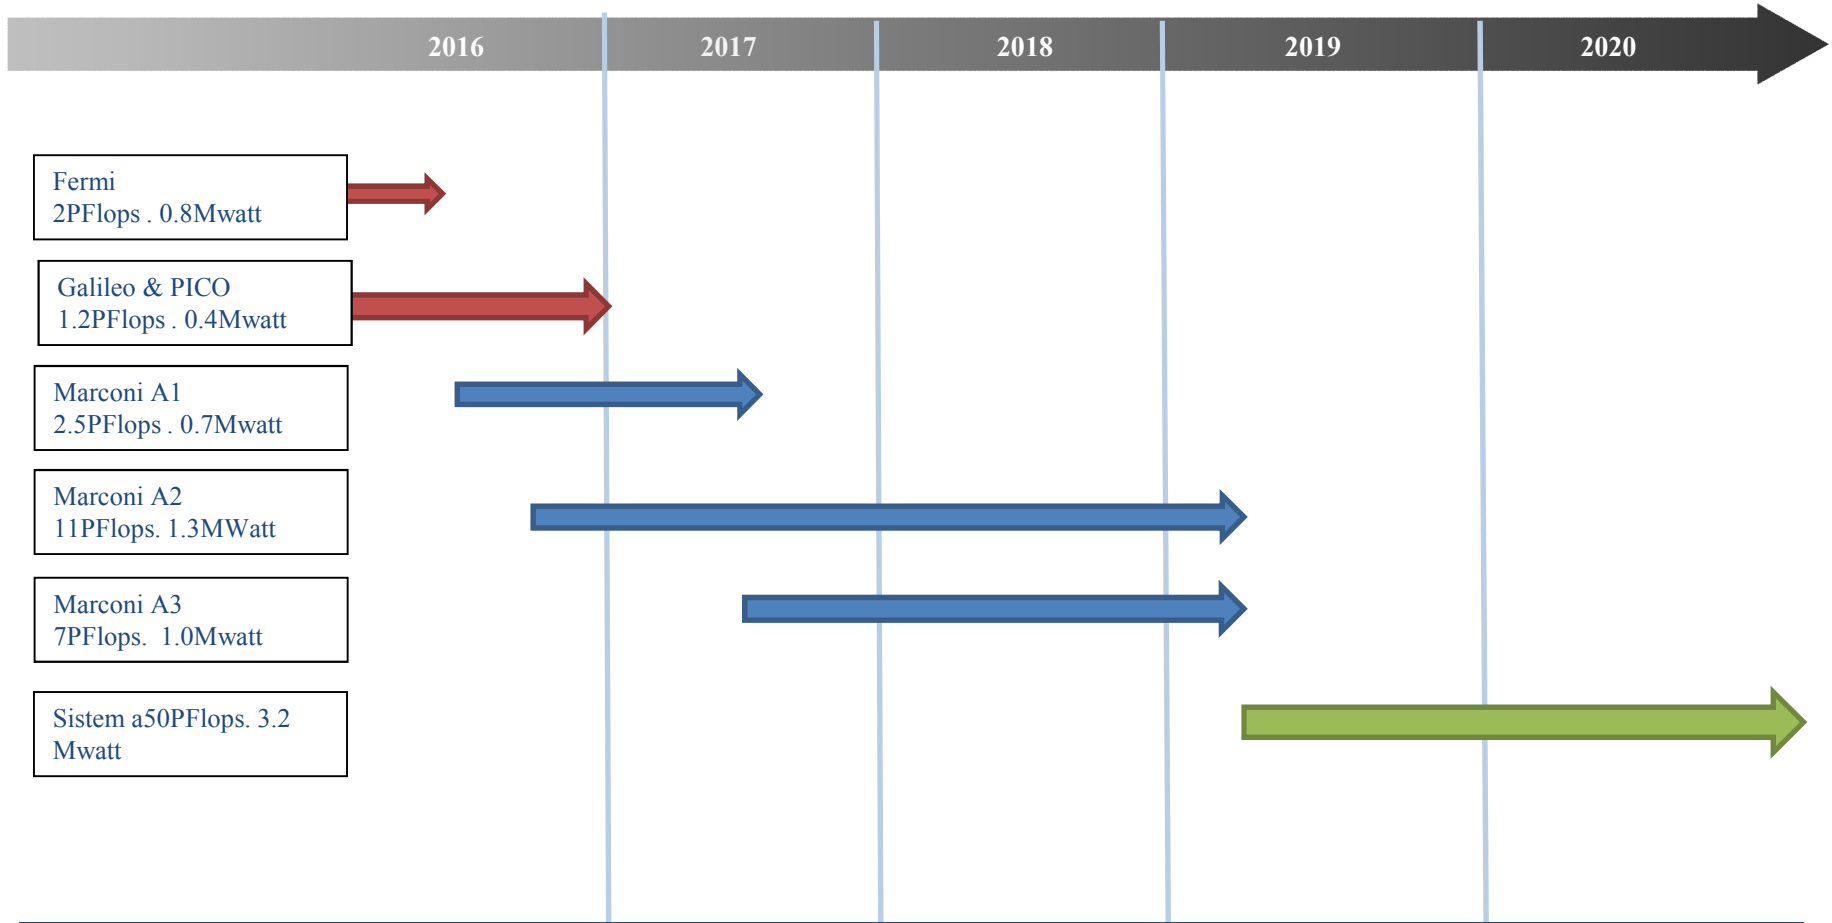 2016 2017 2018 2019 2020
Fermi
2PFlops . 0.8Mwatt
Galileo & PICO
1.2PFlops . 0.4Mwatt
Marconi A1
2.5PFlops . 0.7Mwatt
Marconi A2
11PFlops. 1.3MWatt
Marconi A3
7PFlops.  1.0Mwatt
Sistem a50PFlops. 3.2
Mwatt